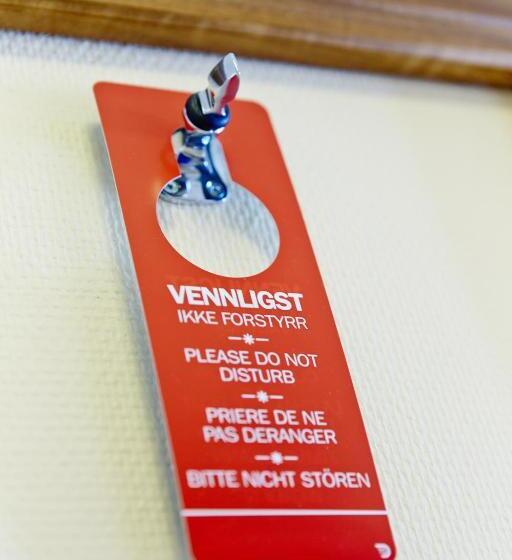 VENNLIGST
IKKE FORSTYRR
PLEASE DO NOT
DISTURB
PRIERE DE NE
PAS DERANGER
BITTE NICHT STÖREN